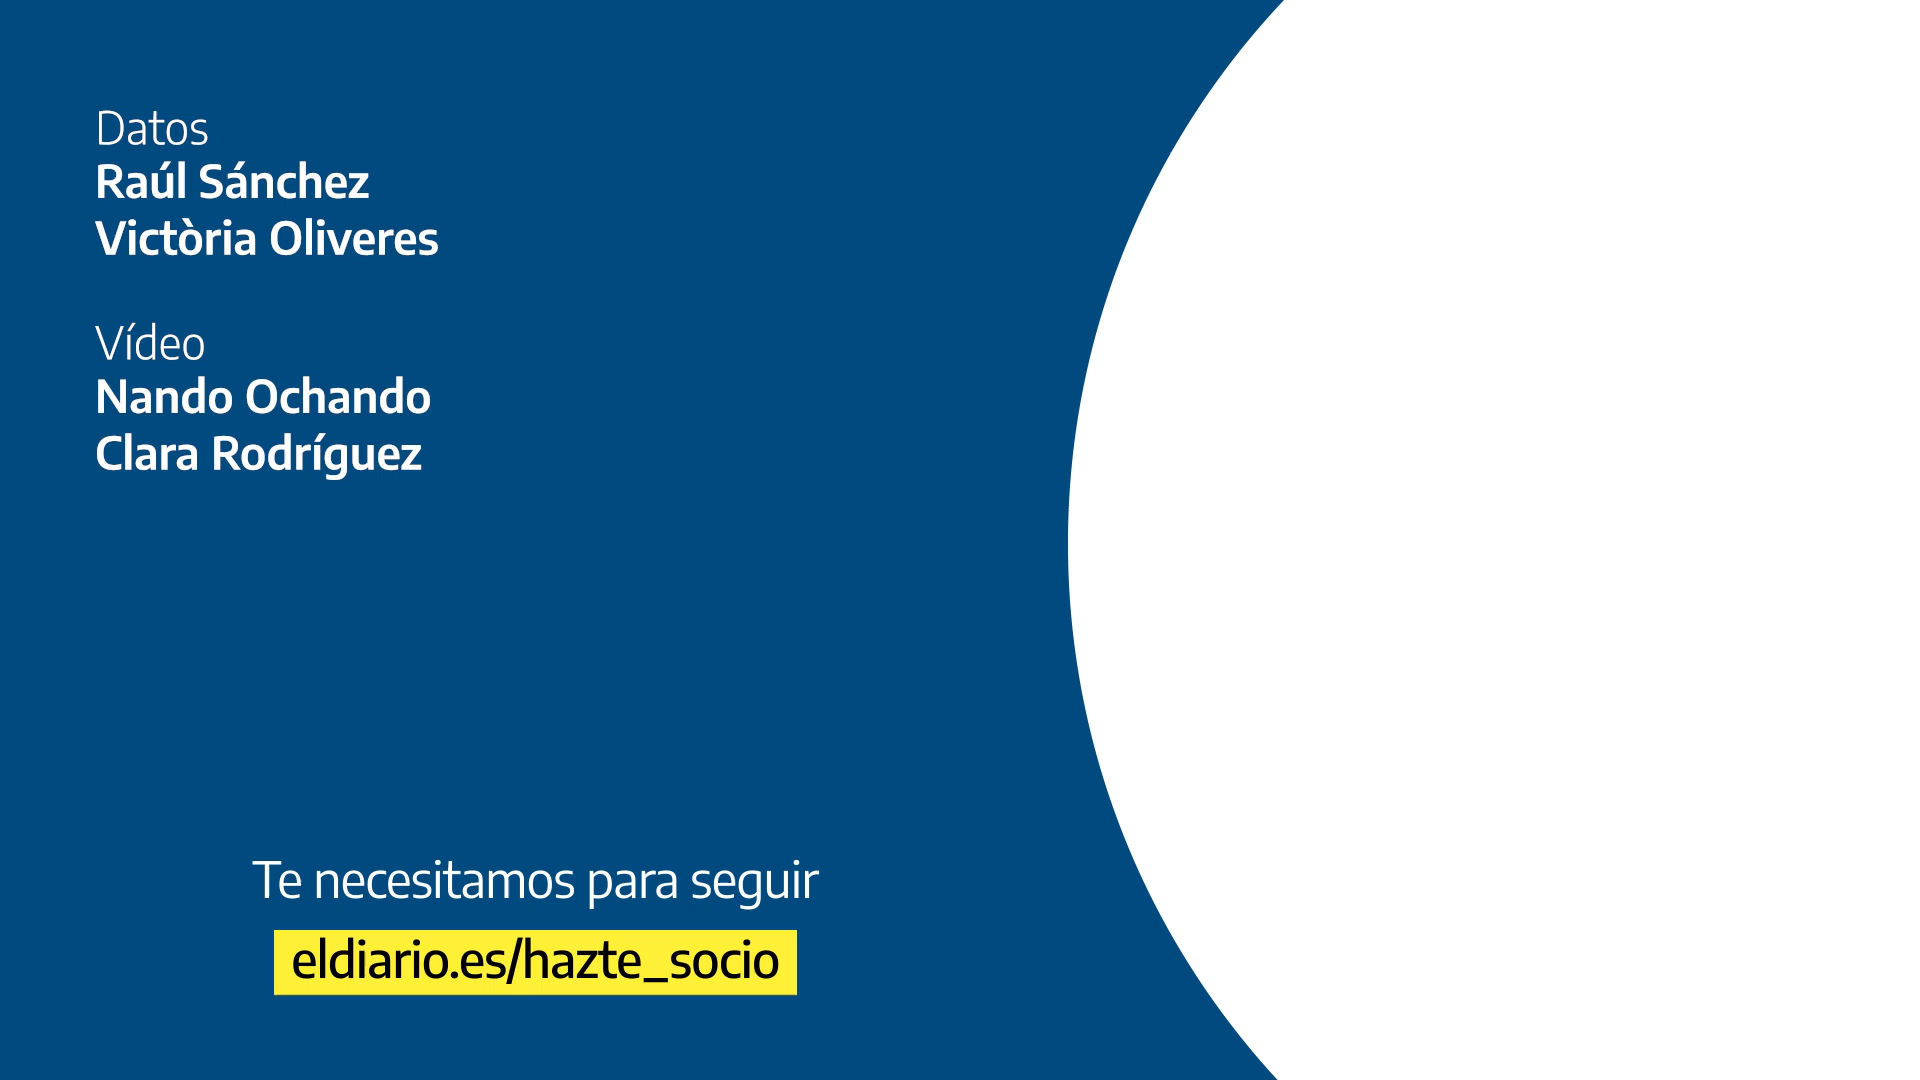 Datos
Raúl Sánchez
Victòria Oliveres
Vídeo
Nando Ochando
Clara Rodríguez
Te necesitamos para seguir
eldiario.es/hazte_socio